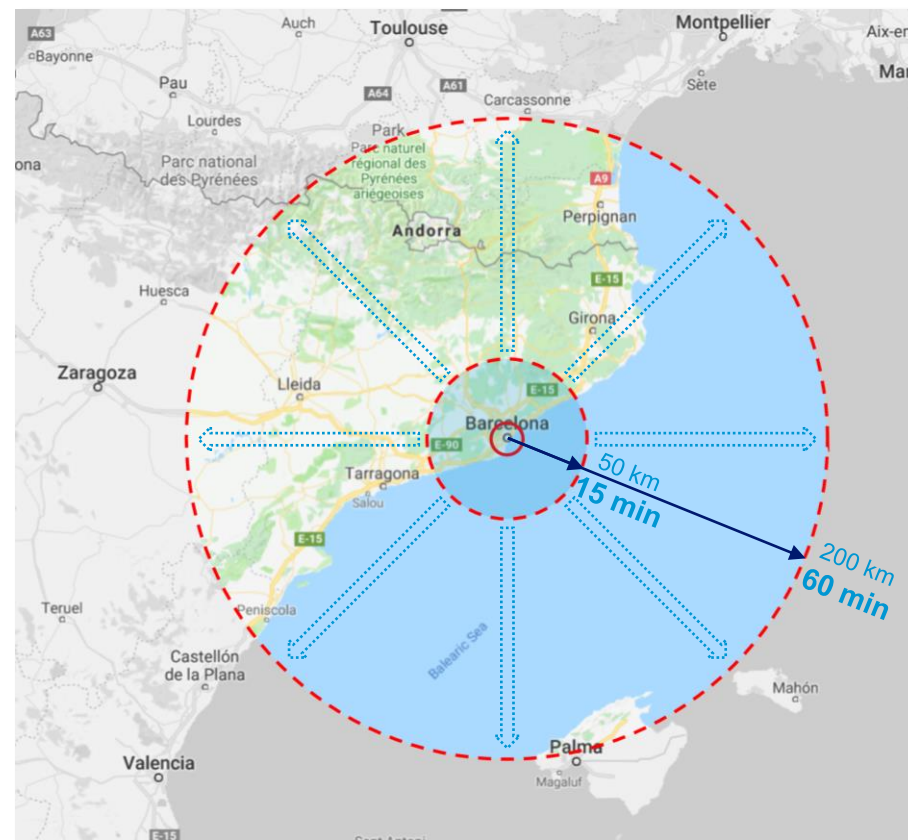 Auch
Toulouse
Montpellier
A63
Bayonne
Aix-er
Pau
A64
A61
Sète
Mar
Carcassonne
Lourdes
Park
ona
Parc national
des Pyrénées
Parc naturel
régional des
Pyrénées
ariégeoises
A9
Perpignan
Andorra
Huesca
E-15
Girona
Zaragoza
Lleida
E-15
Barcelona
E-90
Tarragona
Salou
50 km
15 min
E-15
200 km
60 min
Teruel
Peniscola
Balearic Sea
Castellón
de la Plana
Mahón
Valencia
Palma
Magaluf
E-15
Sant Antoni